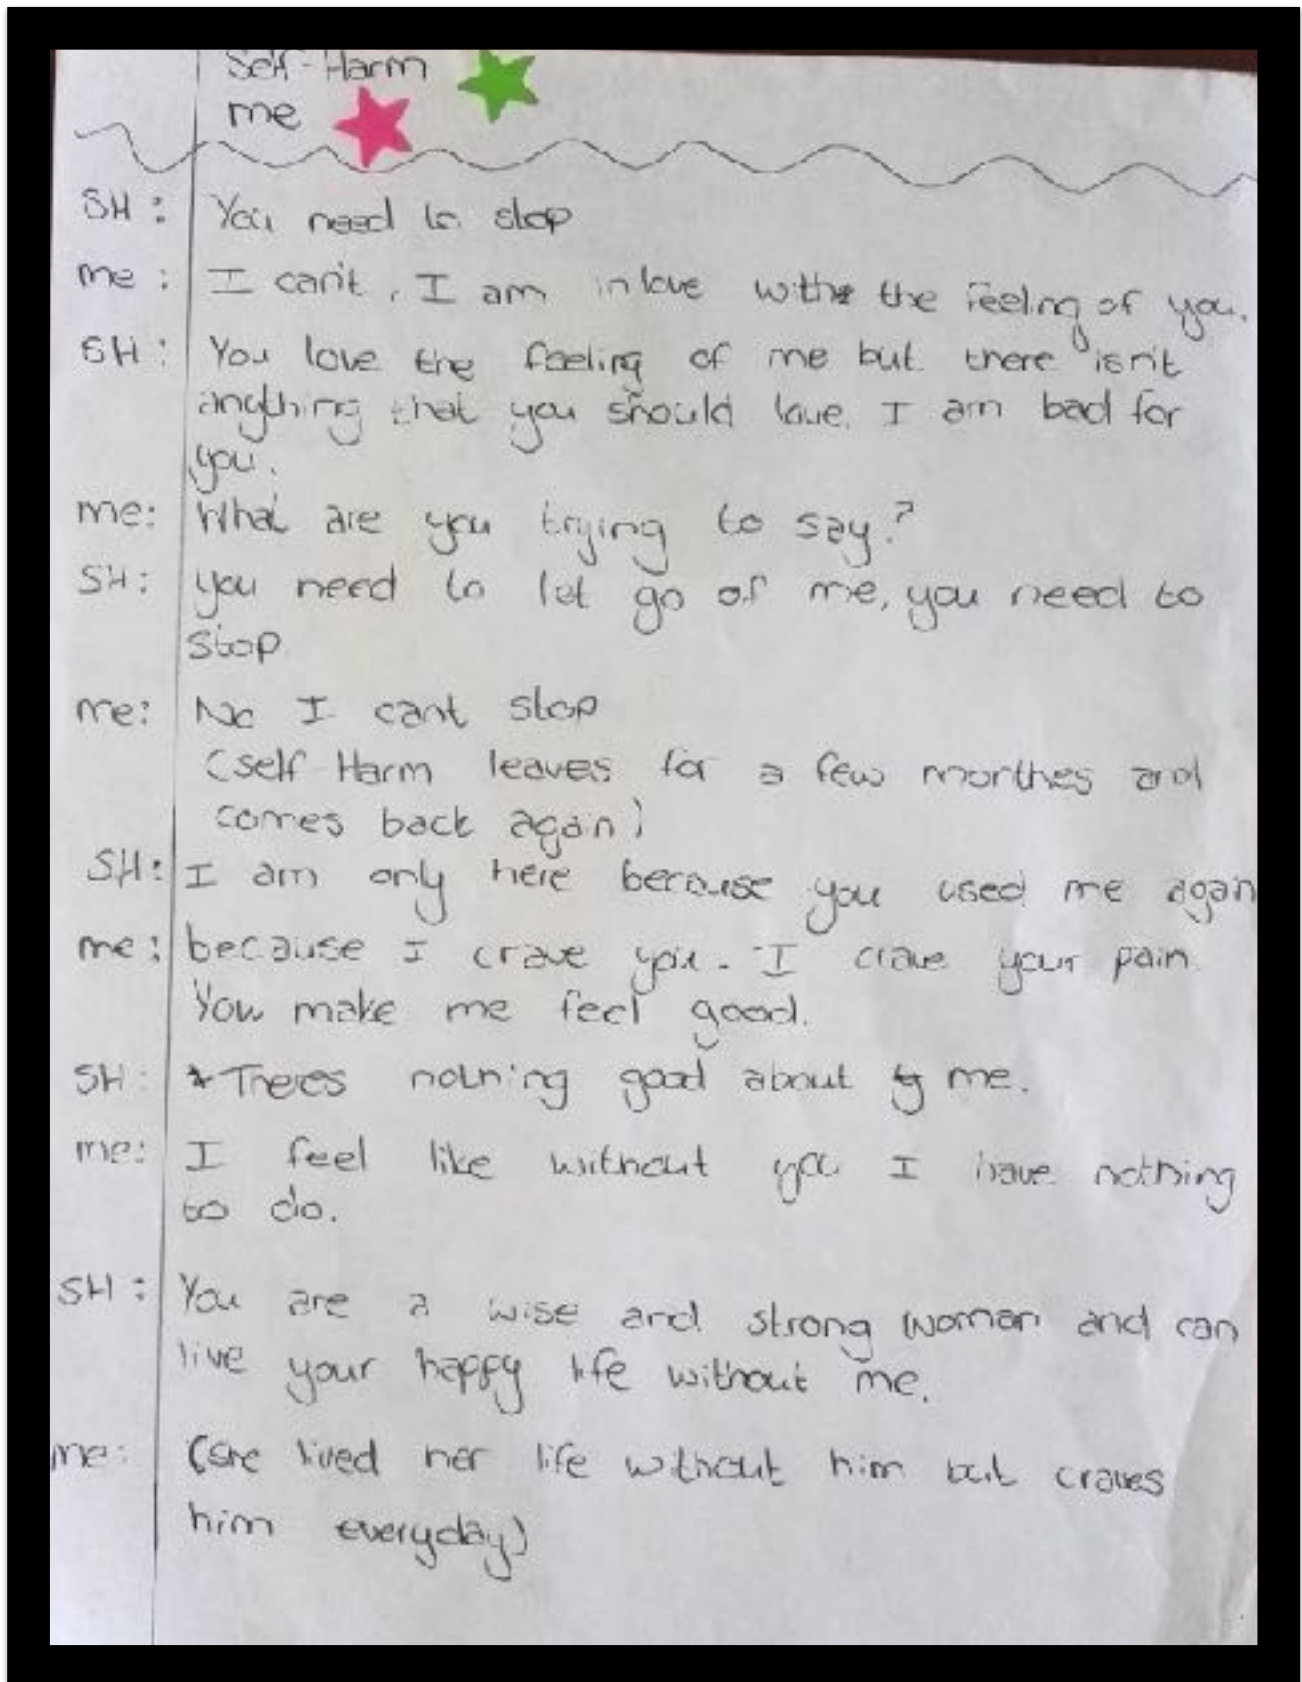 Self-Harm
me
SH: You need to stop
me: I can't, I am in love with the feeling of you.
SH: You love the feeling of me but there isn't
anything that you should love. I am bad for
you.
me: What are you trying to say?
SH: you need to let go of me, you need to
stop
me: No I cant stop
(self Harm leaves for a few monthes and
comes back again)
SH: I am only here because you used me again
me: because I crave you. I crave your pain
You make me feel good.
SH: Theres nothing good about me.
me: I feel like without you I have nothing
to do.
SH: You are a wise and strong woman and can
live your happy life without me.
me: (she lived her life without him but craves
him everyday)